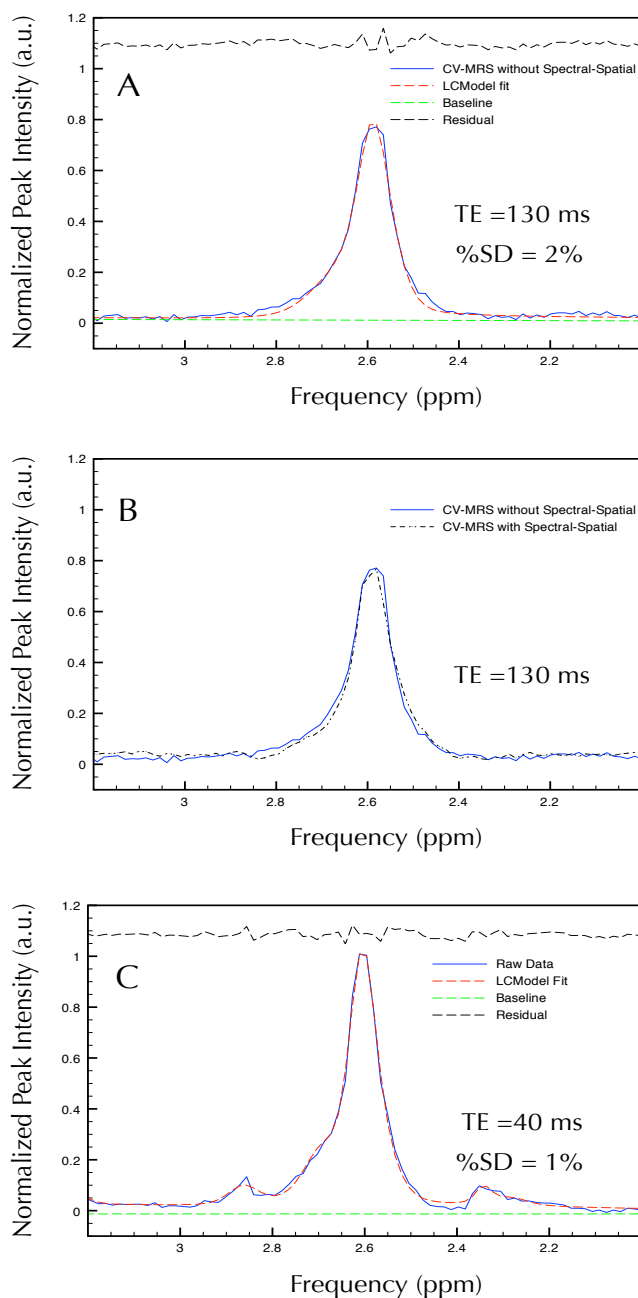 A
Normalized Peak Intensity (a.u.)
1.2
1
0.8
0.6
0.4
0.2
0
CV-MRS without Spectral-Spatial
LCModel fit
Baseline
Residual
TE =130 ms
%SD = 2%
3
2.8
2.6
2.4
2.2
Frequency (ppm)
B
Normalized Peak Intensity (a.u.)
1.2
1
0.8
0.6
0.4
0.2
0
CV-MRS without Spectral-Spatial
CV-MRS with Spectral-Spatial
TE =130 ms
3
2.8
2.6
2.4
2.2
Frequency (ppm)
C
Normalized Peak Intensity (a.u.)
1.2
1
0.8
0.6
0.4
0.2
0
Raw Data
LCModel Fit
Baseline
Residual
TE =40 ms
%SD = 1%
3
2.8
2.6
2.4
2.2
Frequency (ppm)